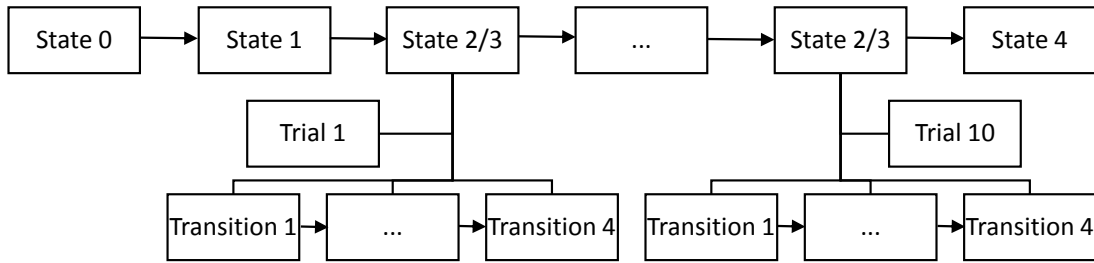 State 0
State 1
State 2/3
...
State 2/3
State 4
Trial 1
Trial 10
Transition 1
...
Transition 4
Transition 1
...
Transition 4